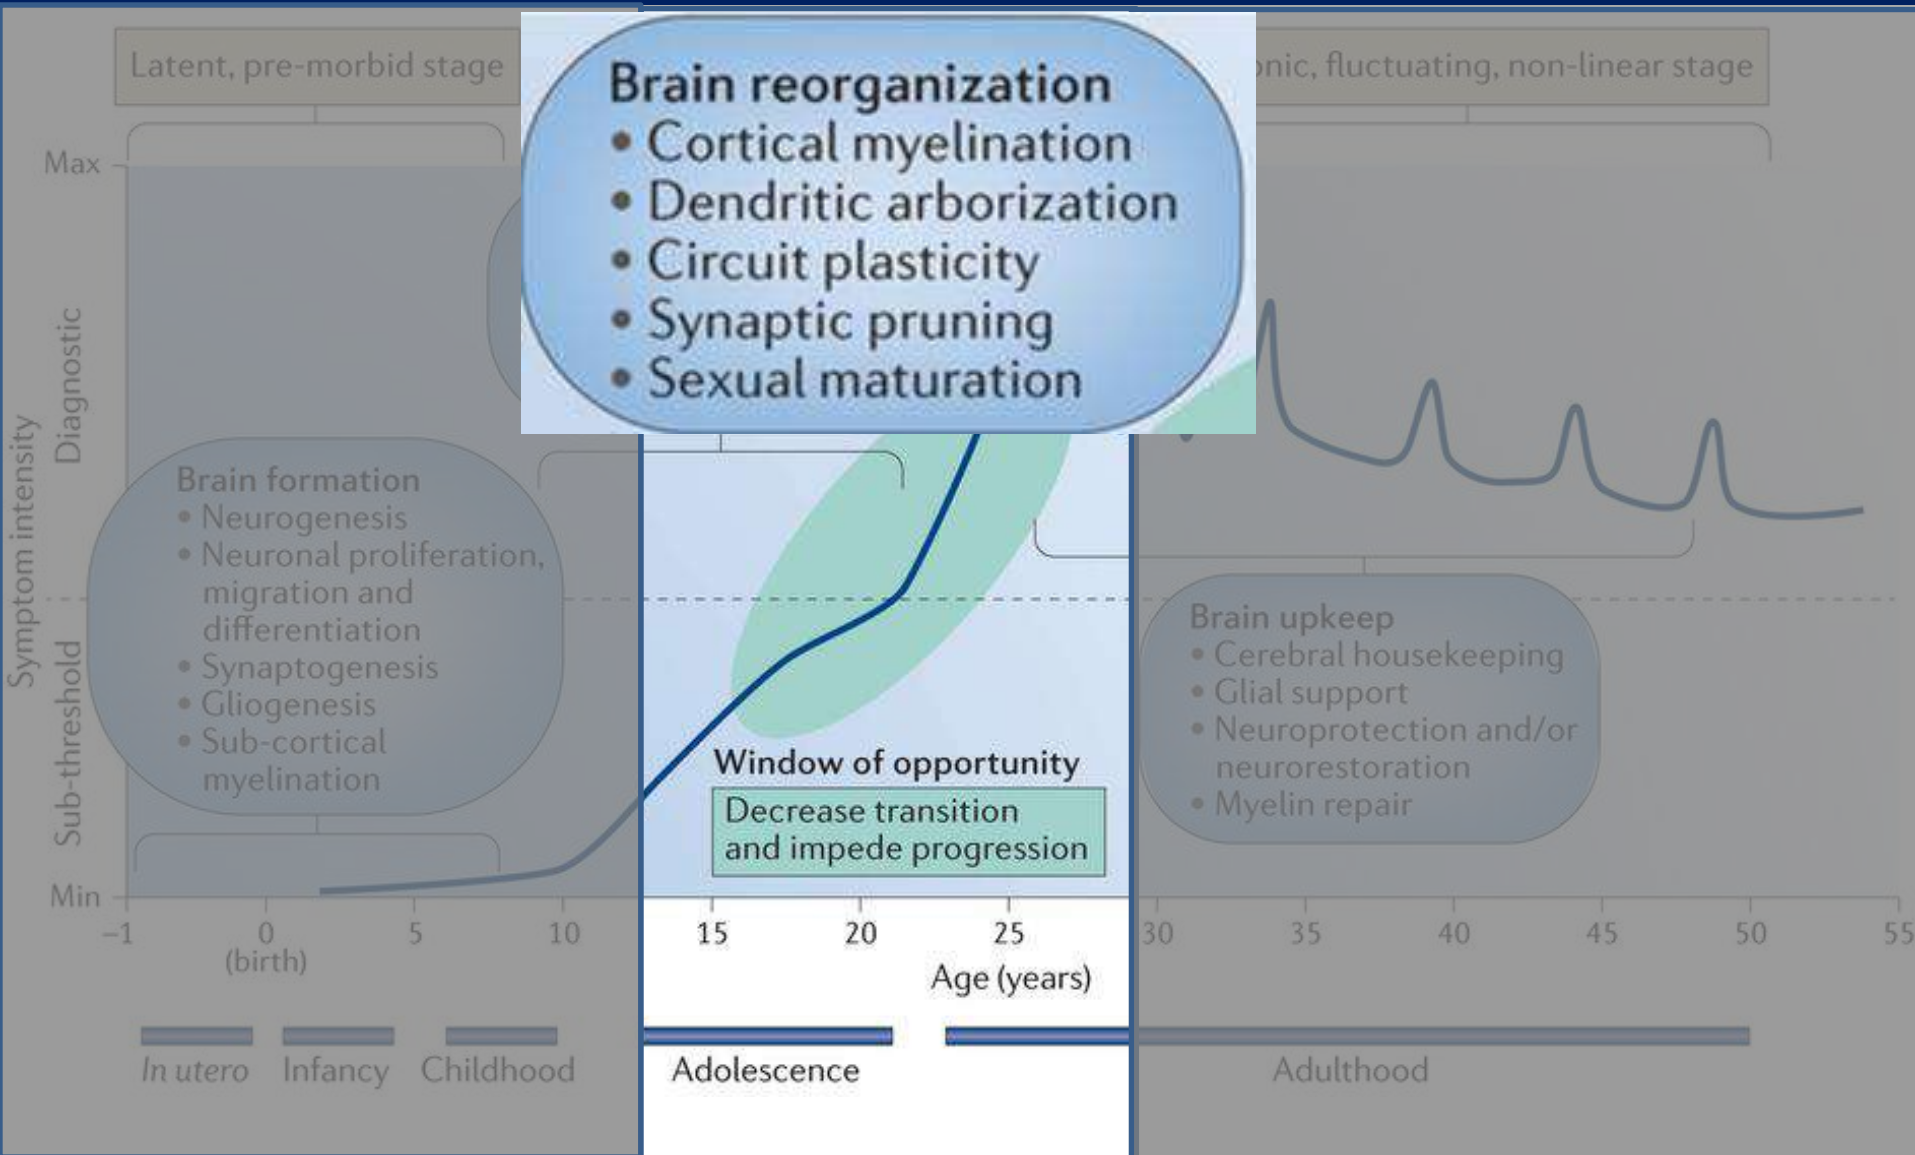 Latent, pre-morbid stage
fluctuating, non-linear stage
Brain reorganization
• Cortical myelination
• Dendritic arborization
• Circuit plasticity
• Synaptic pruning
• Sexual maturation
Max
Min
Symptom intensity
Diagnostic
Sub-threshold
Brain formation
• Neurogenesis
• Neuronal proliferation,
migration and
differentiation
• Synaptogenesis
• Gliogenesis
• Sub-cortical
myelination
Window of opportunity
Decrease transition
and impede progression
Brain upkeep
• Cerebral housekeeping
• Glial support
• Neuroprotection and/or
neurorestoration
• Myelin repair
–1 0 5 10 15 20 25 30 35 40 45 50 55
(birth)
Age (years)
In utero Infancy Childhood Adolescence Adulthood